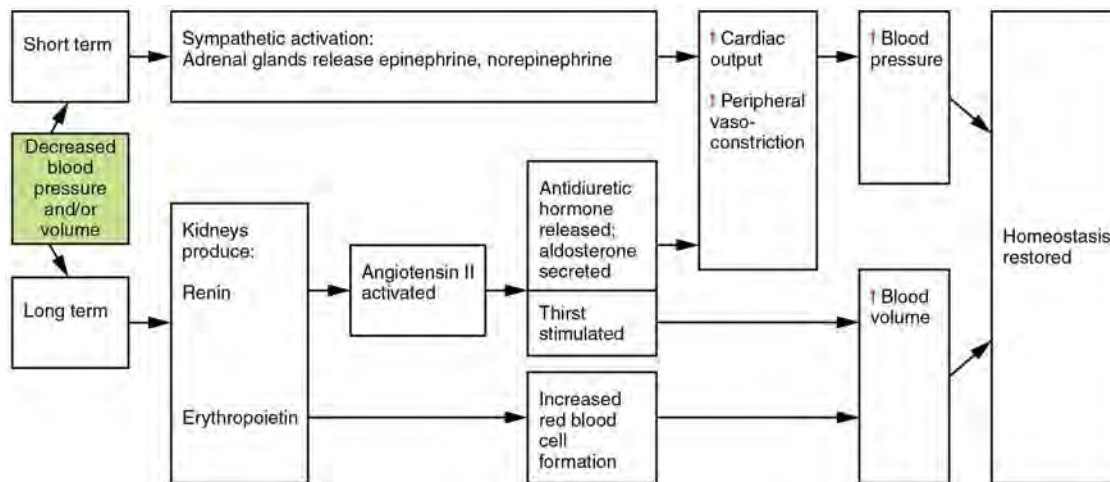 Short term
Sympathetic activation:
Adrenal glands release epinephrine, norepinephrine
↑ Cardiac
output
↑ Peripheral
vaso-
constriction
↑ Blood
pressure
Decreased
blood
pressure
and/or
volume
Long term
Kidneys
produce:
Renin
Erythropoietin
Angiotensin II
activated
Antidiuretic
hormone
released;
aldosterone
secreted
Thirst
stimulated
Increased
red blood
cell
formation
↑ Blood
volume
Homeostasis
restored